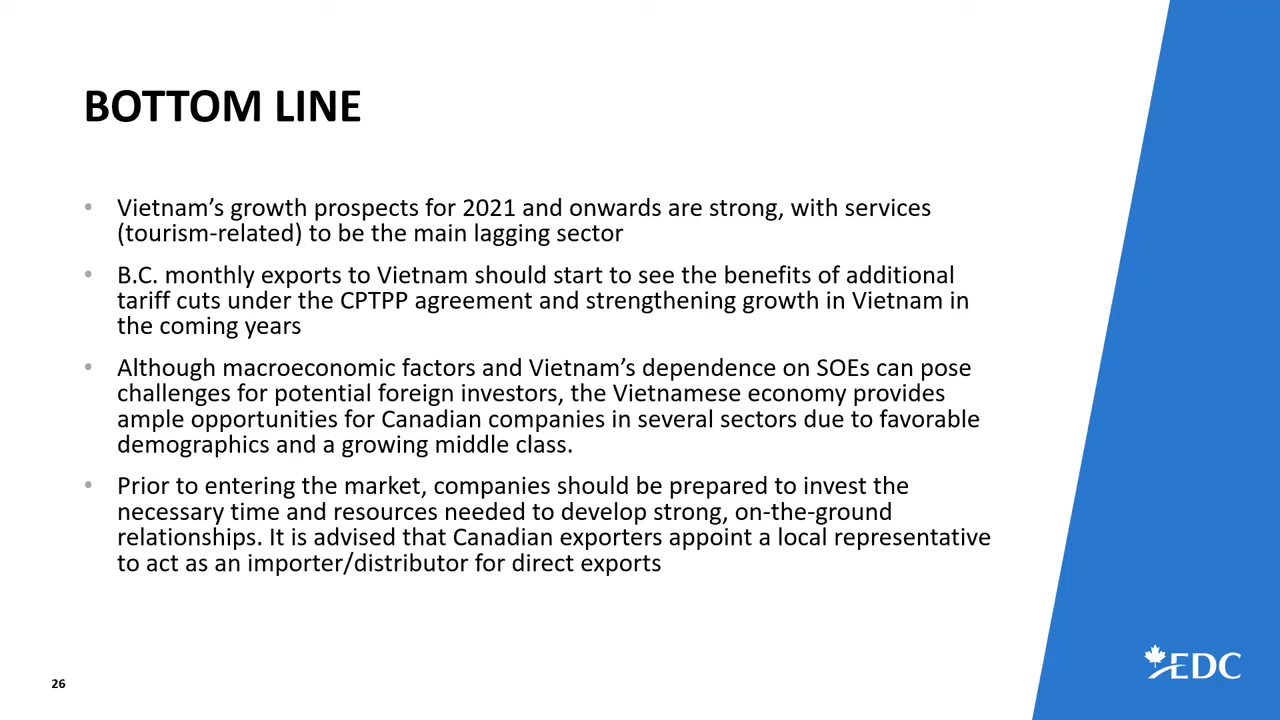 BOTTOM LINE
• Vietnam’s growth prospects for 2021 and onwards are strong, with services
(tourism-related) to be the main lagging sector
• B.C. monthly exports to Vietnam should start to see the benefits of additional
tariff cuts under the CPTPP agreement and strengthening growth in Vietnam in
the coming years
• Although macroeconomic factors and Vietnam’s dependence on SOEs can pose
challenges for potential foreign investors, the Vietnamese economy provides
ample opportunities for Canadian companies in several sectors due to favorable
demographics and a growing middle class.
• Prior to entering the market, companies should be prepared to invest the
necessary time and resources needed to develop strong, on-the-ground
relationships. It is advised that Canadian exporters appoint a local representative
to act as an importer/distributor for direct exports
26
EDC